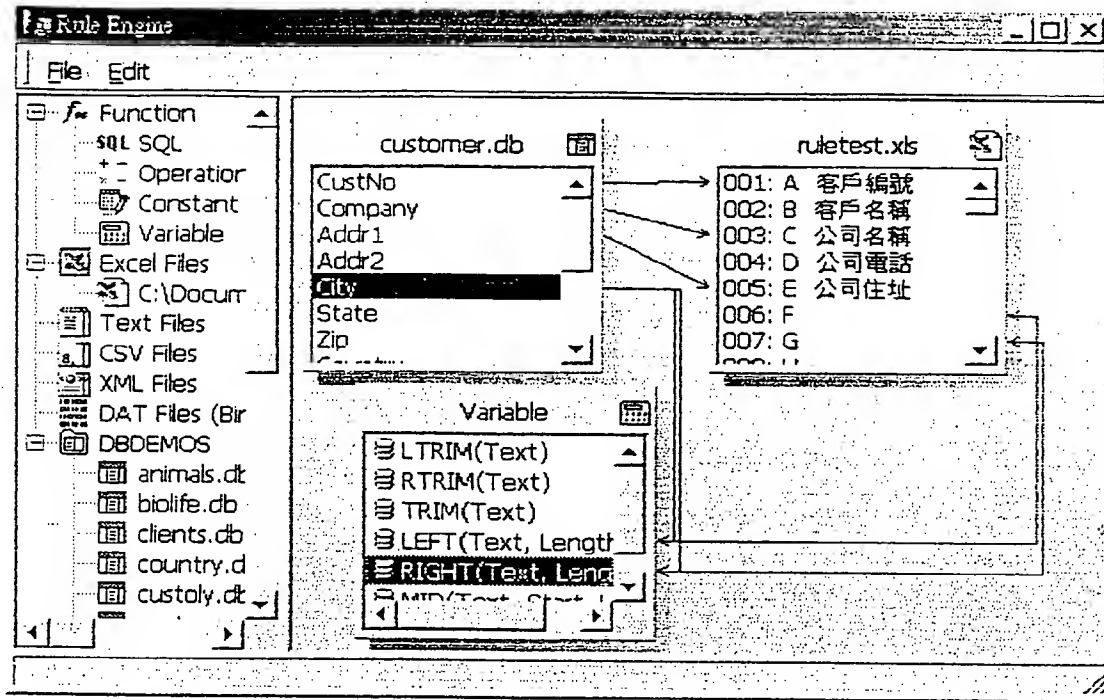 Rule Engine
File Edit
Function
SQL SQL
Operatior
Constant
Variable
Excel Files
C:\Docum
Text Files
CSV Files
XML Files
DAT Files (Bir
DBDEMOS
animals.dt
biolife.db
clients.db
country.d
custoly.dt
customer.db
CustNo
Company
Addr1
Addr2
City
State
Zip
ruletest.xls
001: A 客戶編號
002: B 客戶名稱
003: C 公司名稱
004: D 公司電話
005: E 公司住址
006: F
007: G
Variable
LTRIM(Text)
RTRIM(Text)
TRIM(Text)
LEFT(Text, Length
RIGHT(Text, Leng